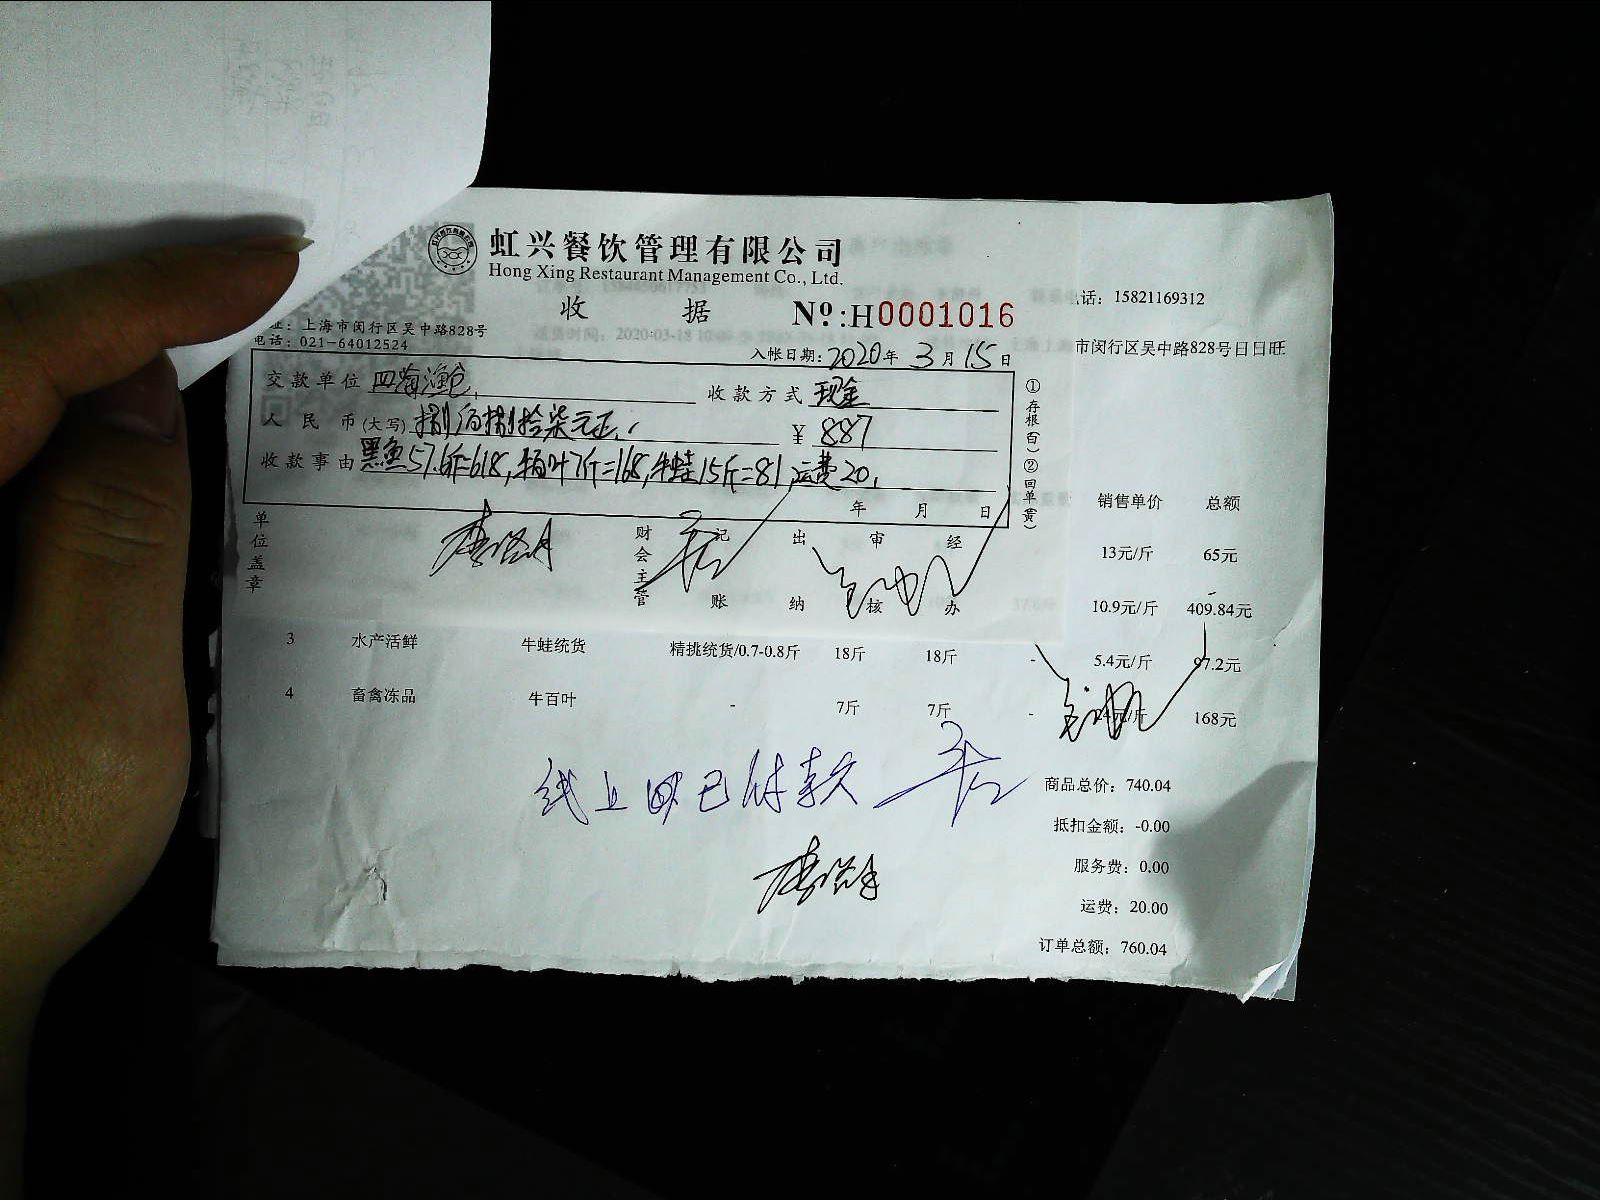 虹兴餐饮管理有限公司
Hong Xing Restaurant Management Co., Ltd.
收 据 Nº:H0001016
址：上海市闵行区吴中路828号
电话：021-64012524
入帐日期：2020年 3月 15日
交款单位 四海渔仓 收款方式 现金
人民币(大写) 捌佰捌拾柒元正 ¥ 887
收款事由 黑鱼57.6斤=618, 牛百叶7斤=168, 牛蛙15斤=81, 运费20.
年 月 日
①存根(白) ②回单(黄)
单位盖章
财会主管 记账 出纳 审核 经办
话：15821169312
市闵行区吴中路828号日日旺
送货时间：2020-03-18
销售单价 总额
13元/斤 65元
10.9元/斤 409.84元
3 水产活鲜 牛蛙统货 精挑统货/0.7-0.8斤 18斤 18斤 - 5.4元/斤 97.2元
4 畜禽冻品 牛百叶 - 7斤 7斤 - 24元/斤 168元
线上已付款
商品总价：740.04
抵扣金额：-0.00
服务费：0.00
运费：20.00
订单总额：760.04